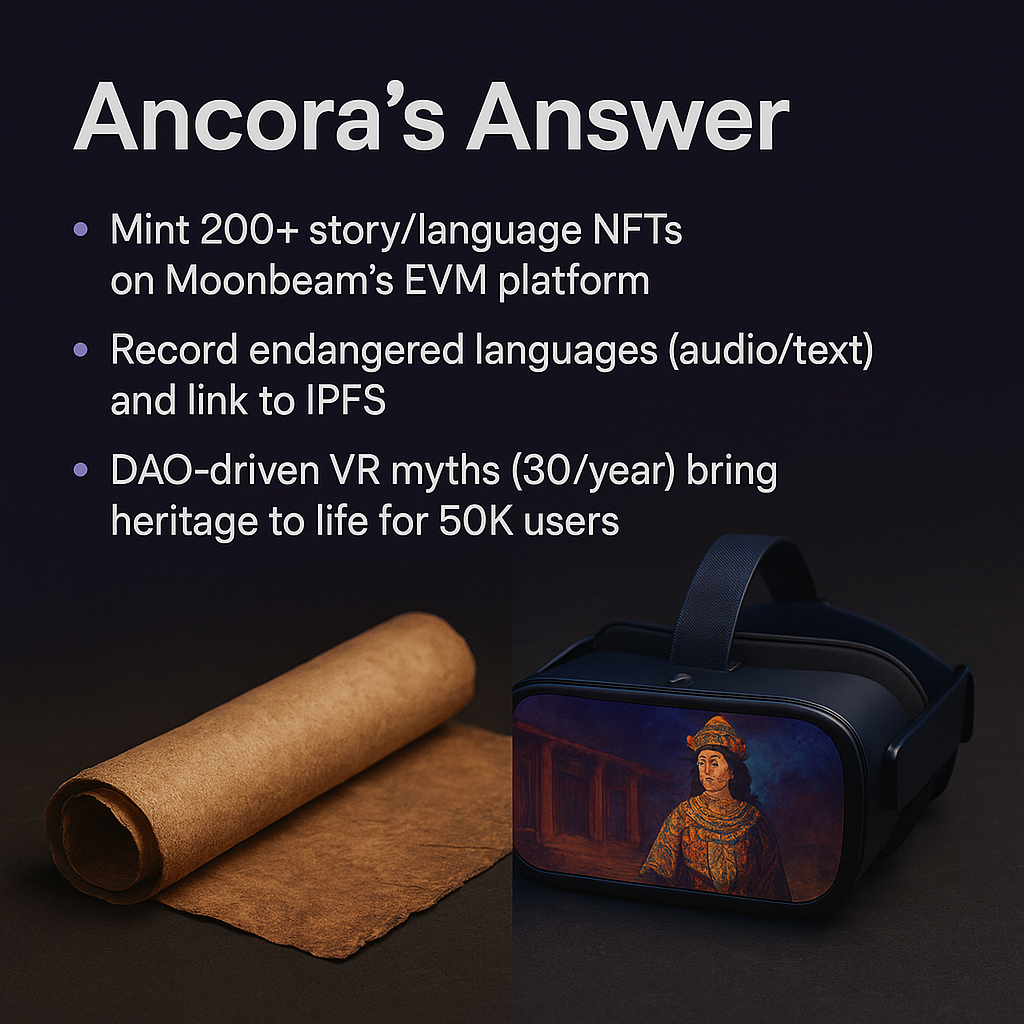 Ancora’s Answer
• Mint 200+ story/language NFTs
on Moonbeam’s EVM platform
• Record endangered languages (audio/text)
and link to IPFS
• DAO-driven VR myths (30/year) bring
heritage to life for 50K users